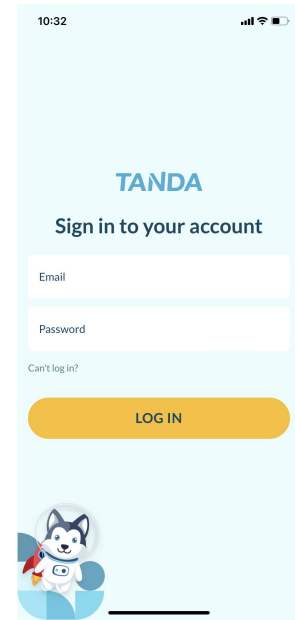 10:32
TANDA
Sign in to your account
Email
Password
Can't log in?
LOG IN